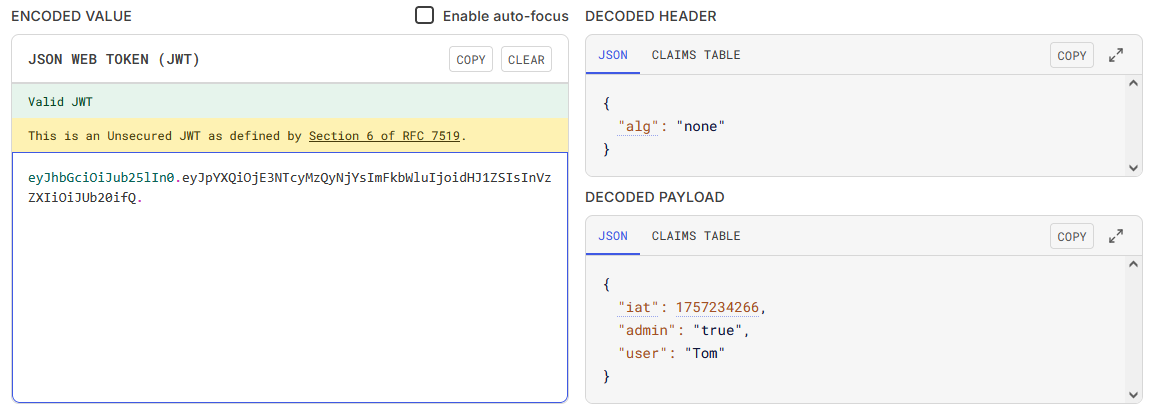 ENCODED VALUE
Enable auto-focus
JSON WEB TOKEN (JWT)
COPY
CLEAR
Valid JWT
This is an Unsecured JWT as defined by Section 6 of RFC 7519.
eyJhbGciOiJub25lIn0.eyJpYXQiOjE3NTcyMzQyNjYsImFkbWluIjoidHJ1ZSIsInVz
ZXIiOiJUb20ifQ.
DECODED HEADER
JSON
CLAIMS TABLE
COPY
{
"alg": "none"
}
DECODED PAYLOAD
JSON
CLAIMS TABLE
COPY
{
"iat": 1757234266,
"admin": "true",
"user": "Tom"
}